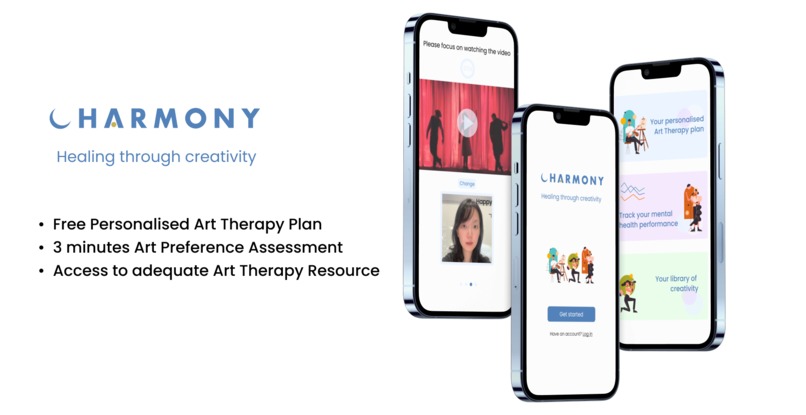 HARMONY
Healing through creativity
• Free Personalised Art Therapy Plan
• 3 minutes Art Preference Assessment
• Access to adequate Art Therapy Resource
Please focus on watching the video
Change
Happy
HARMONY
Healing through creativity
Get started
Have an account? Log in
Your personalised
Art Therapy plan
Track your mental
health performance
Your library of
creativity